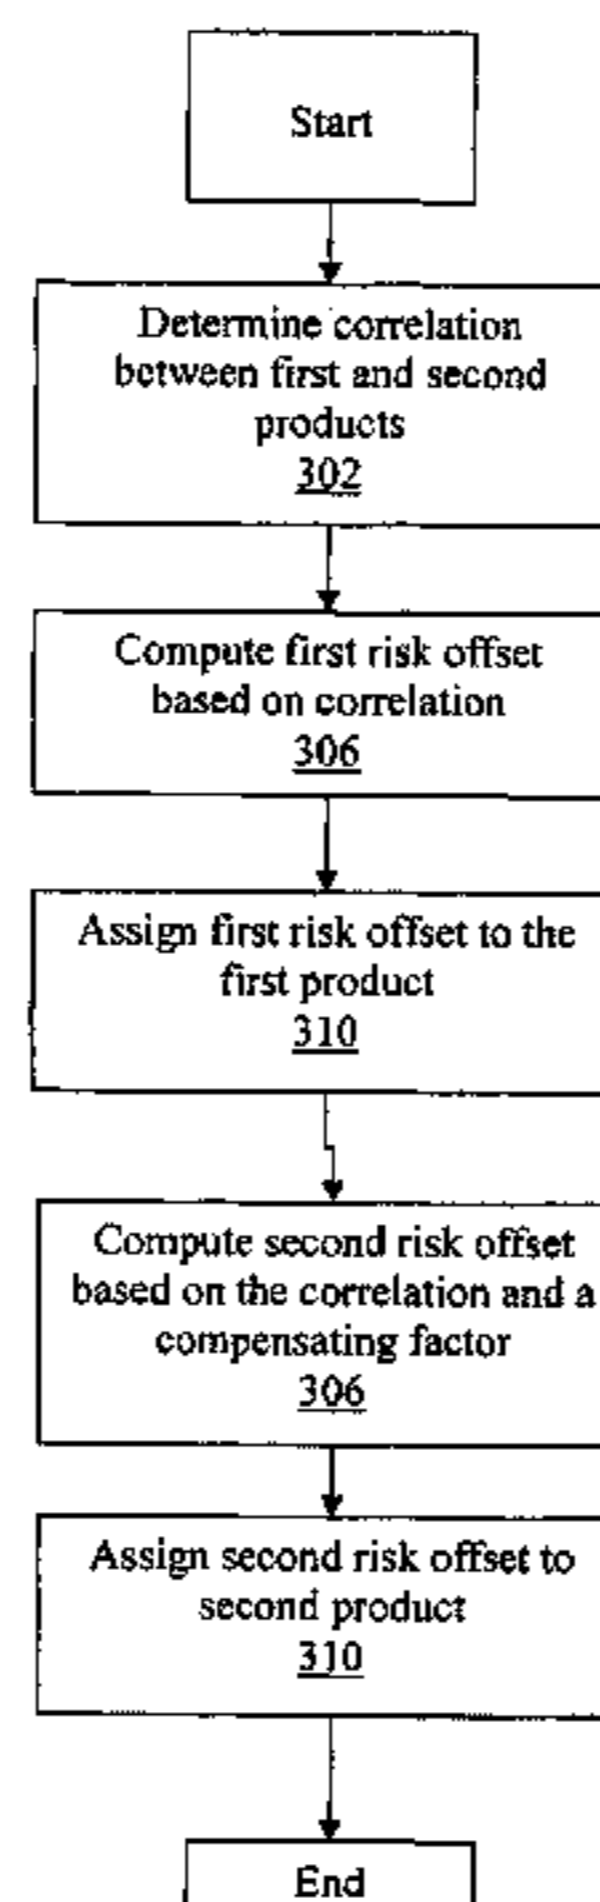 Start
Determine correlation
between first and second
products
302
Compute first risk offset
based on correlation
306
Assign first risk offset to the
first product
310
Compute second risk offset
based on the correlation and a
compensating factor
306
Assign second risk offset to
second product
310
End